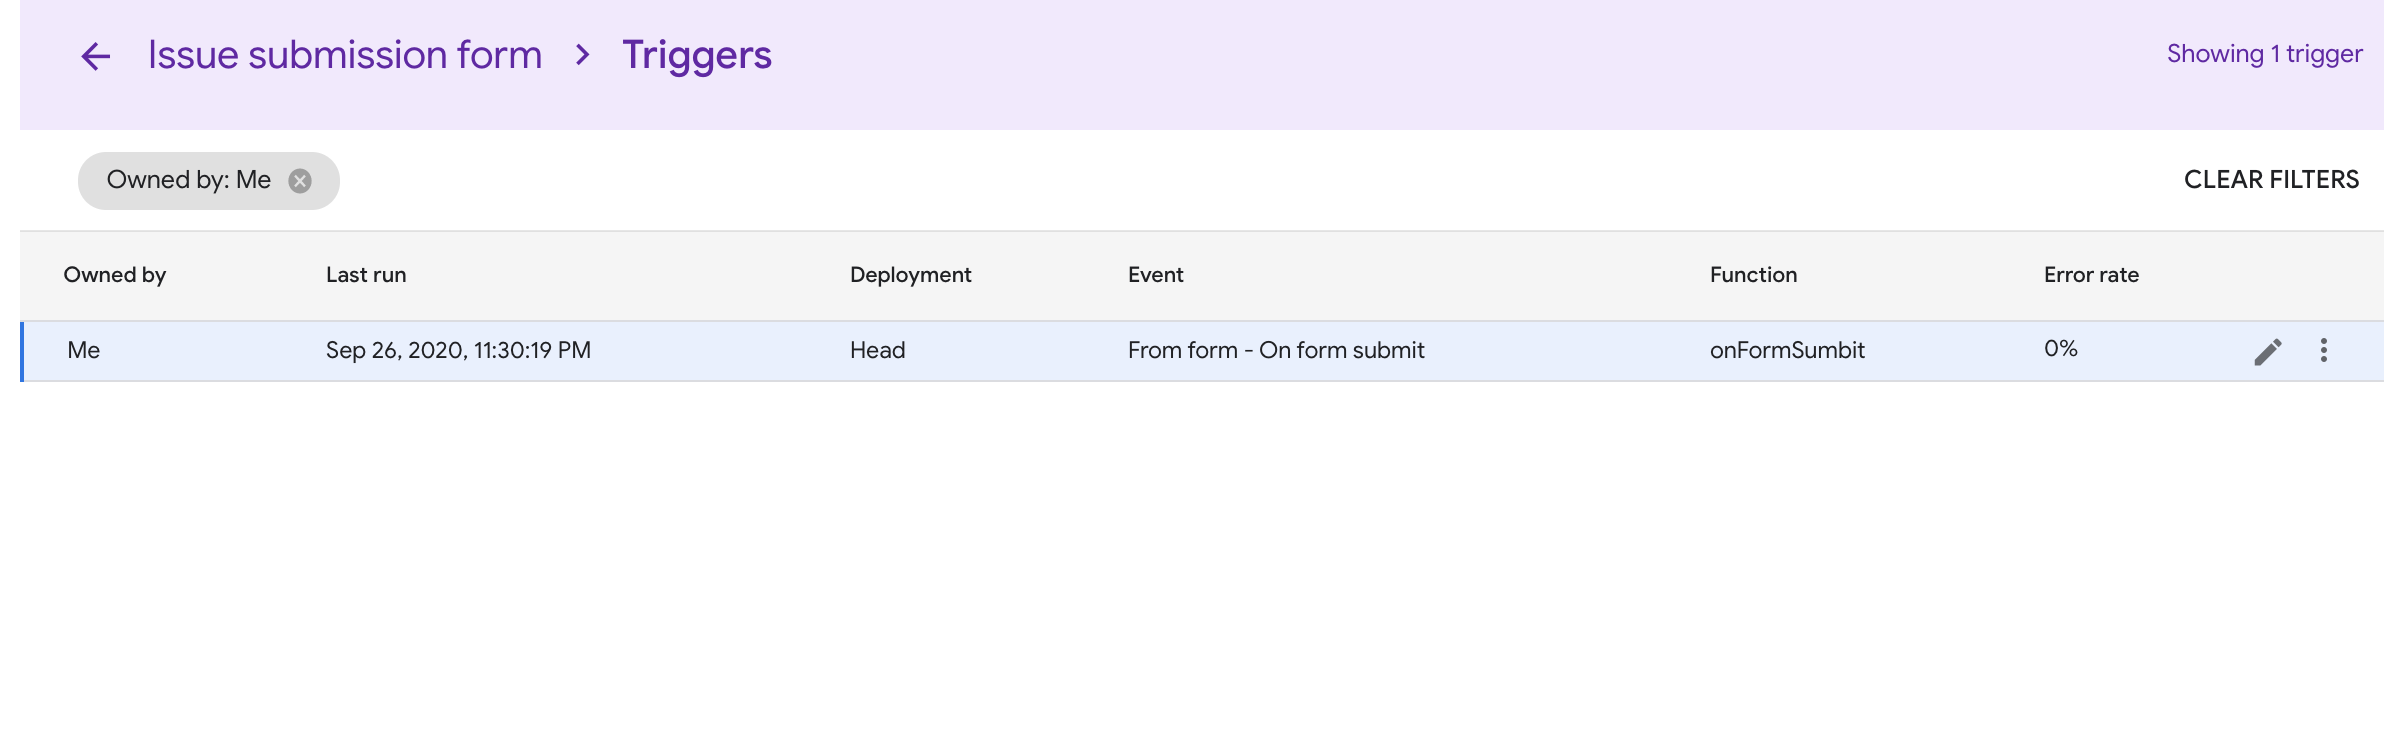 Issue submission form > Triggers
Showing 1 trigger
Owned by: Me
CLEAR FILTERS
Owned by Last run Deployment Event Function Error rate
Me Sep 26, 2020, 11:30:19 PM Head From form - On form submit onFormSumbit 0%